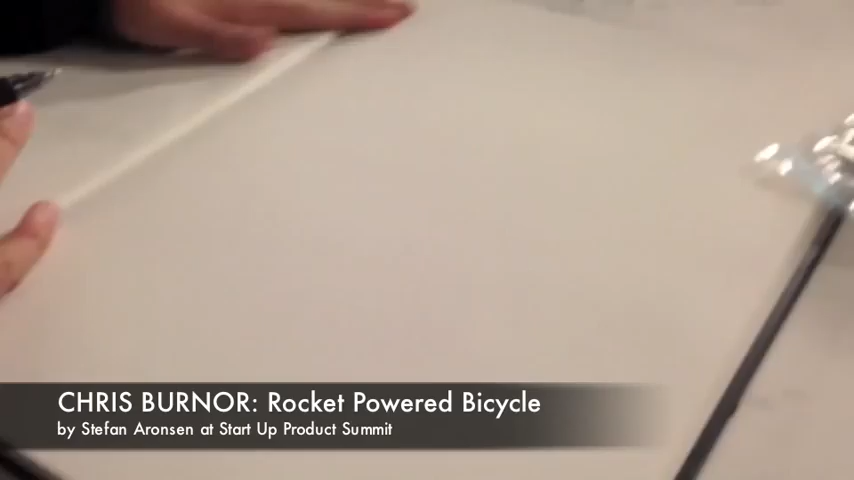 CHRIS BURNOR: Rocket Powered Bicycle
by Stefan Aronsen at Start Up Product Summit